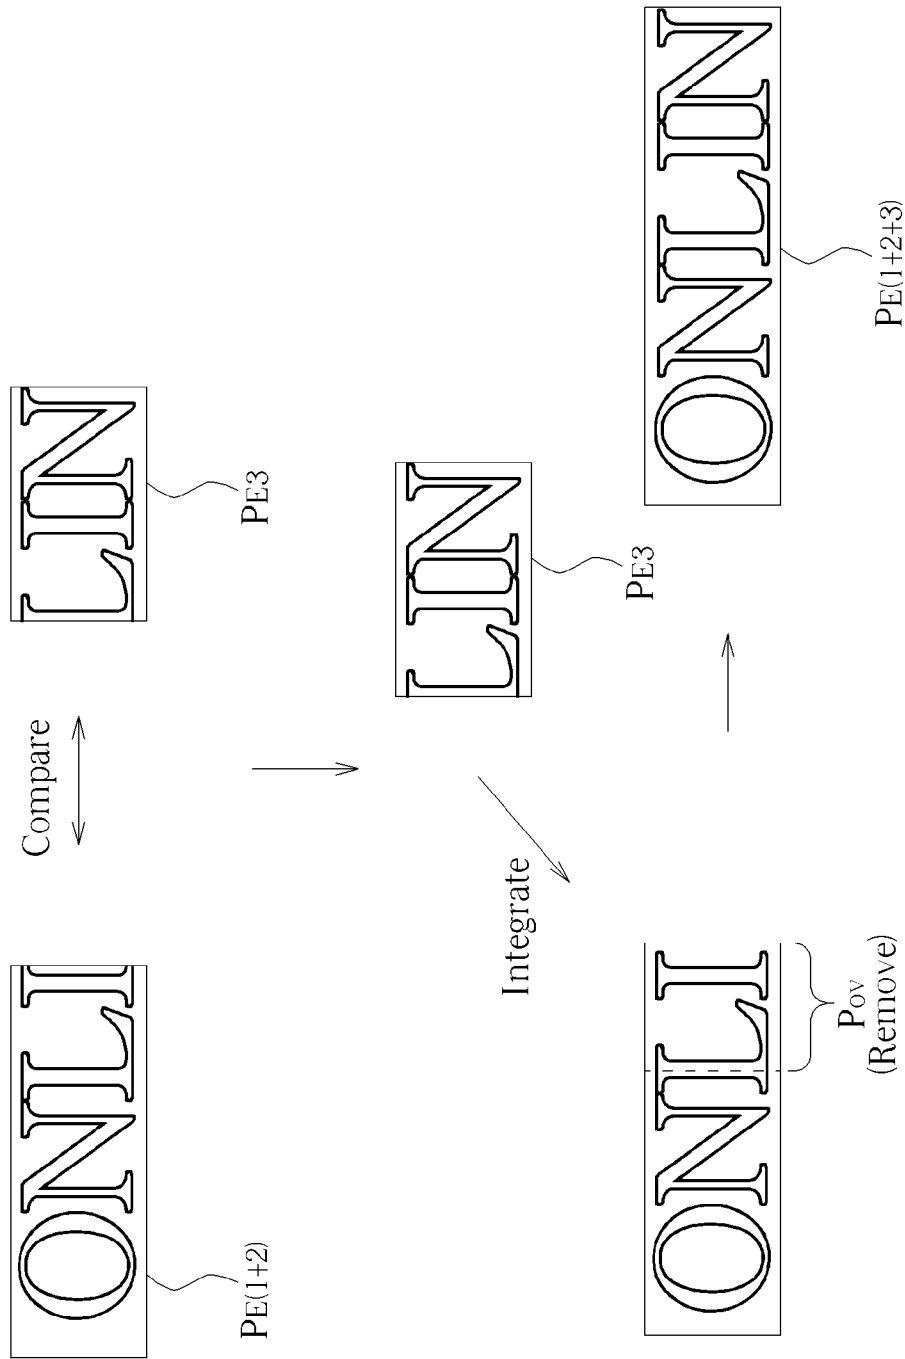 ONLI
Compare
LIN
PE(1+2)
PE3
LIN
Integrate
PE3
ONLI
ONLIN
POV
(Remove)
PE(1+2+3)